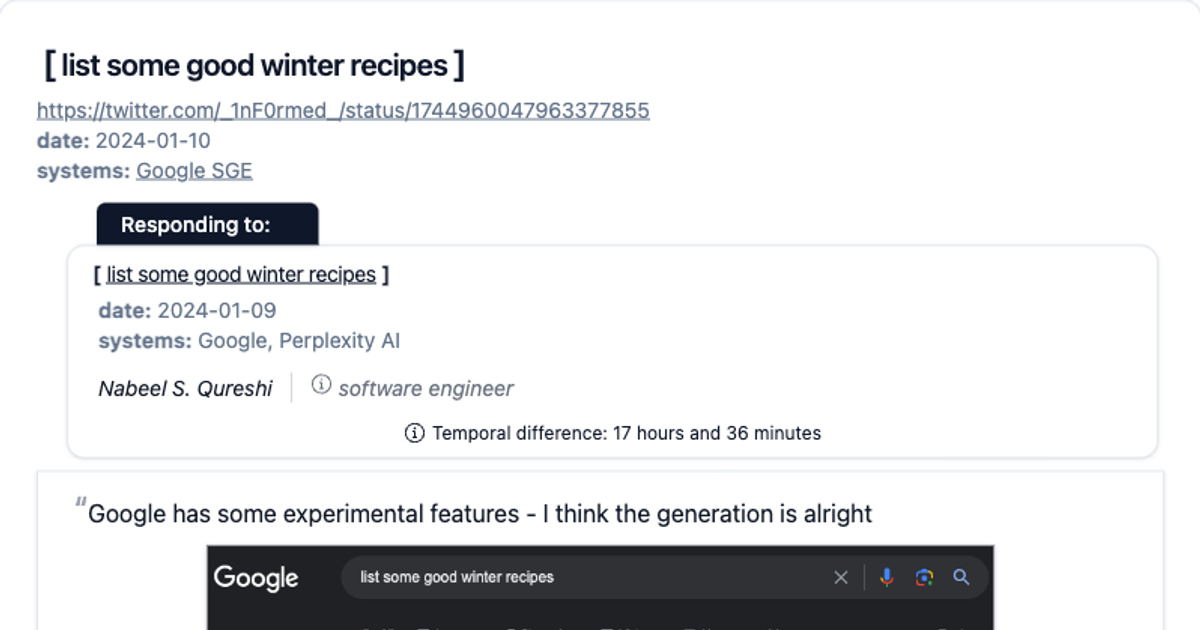 [ list some good winter recipes ]
https://twitter.com/_1nF0rmed_/status/1744960047963377855
date: 2024-01-10
systems: Google SGE
Responding to:
[ list some good winter recipes ]
date: 2024-01-09
systems: Google, Perplexity AI
Nabeel S. Qureshi software engineer
Temporal difference: 17 hours and 36 minutes
“Google has some experimental features - I think the generation is alright
Google list some good winter recipes